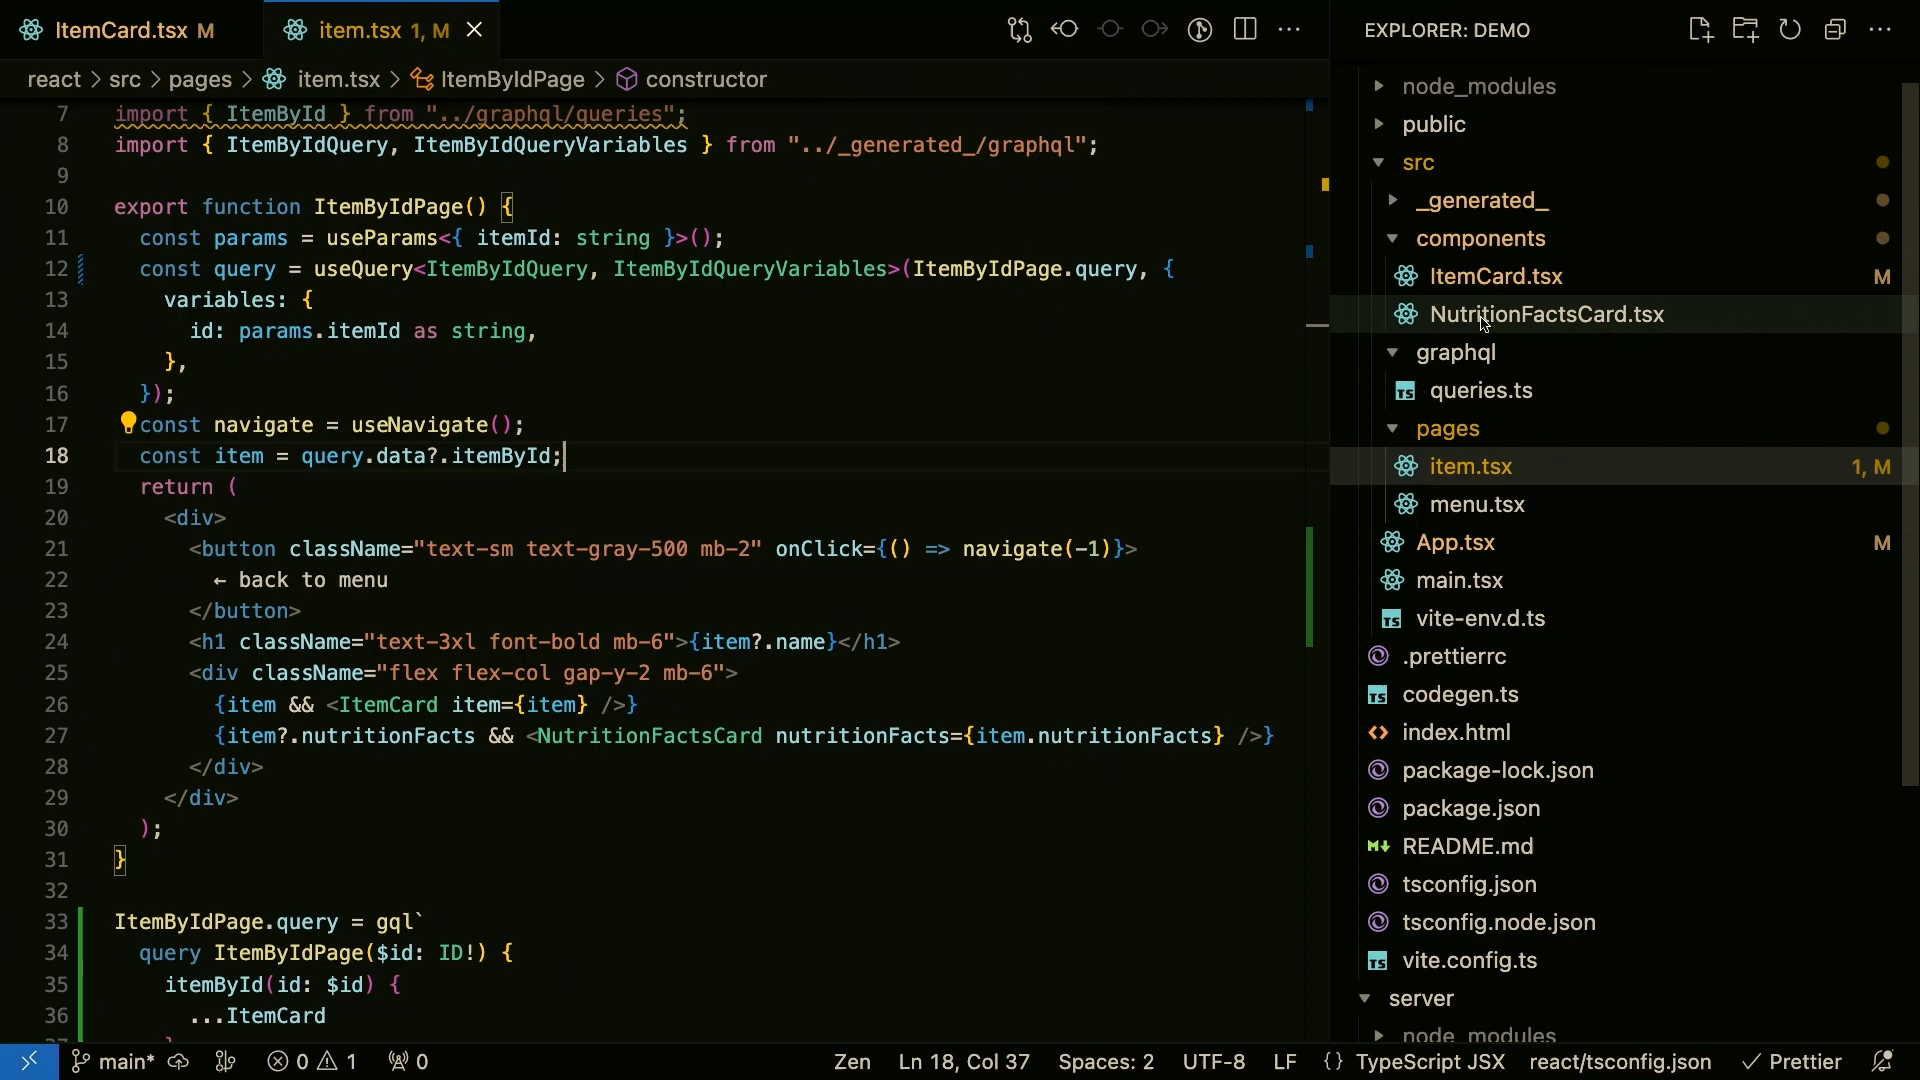 ItemCard.tsx M
item.tsx 1, M
react > src > pages > item.tsx > ItemByIdPage > constructor
7 import { ItemById } from "../graphql/queries";
8 import { ItemByIdQuery, ItemByIdQueryVariables } from "../_generated_/graphql";
9
10 export function ItemByIdPage() {
11 const params = useParams<{ itemId: string }>();
12 const query = useQuery<ItemByIdQuery, ItemByIdQueryVariables>(ItemByIdPage.query, {
13 variables: {
14 id: params.itemId as string,
15 },
16 });
17 const navigate = useNavigate();
18 const item = query.data?.itemById;
19 return (
20 <div>
21 <button className="text-sm text-gray-500 mb-2" onClick={() => navigate(-1)}>
22 ← back to menu
23 </button>
24 <h1 className="text-3xl font-bold mb-6">{item?.name}</h1>
25 <div className="flex flex-col gap-y-2 mb-6">
26 {item && <ItemCard item={item} />}
27 {item?.nutritionFacts && <NutritionFactsCard nutritionFacts={item.nutritionFacts} />}
28 </div>
29 </div>
30 );
31 }
32
33 ItemByIdPage.query = gql`
34 query ItemByIdPage($id: ID!) {
35 itemById(id: $id) {
36 ...ItemCard
EXPLORER: DEMO
node_modules
public
src
_generated_
components
ItemCard.tsx M
NutritionFactsCard.tsx
graphql
TS queries.ts
pages
item.tsx 1, M
menu.tsx
App.tsx M
main.tsx
TS vite-env.d.ts
.prettierrc
TS codegen.ts
index.html
package-lock.json
package.json
README.md
tsconfig.json
tsconfig.node.json
TS vite.config.ts
server
node_modules
main* 0 1 0
Zen Ln 18, Col 37 Spaces: 2 UTF-8 LF {} TypeScript JSX react/tsconfig.json Prettier